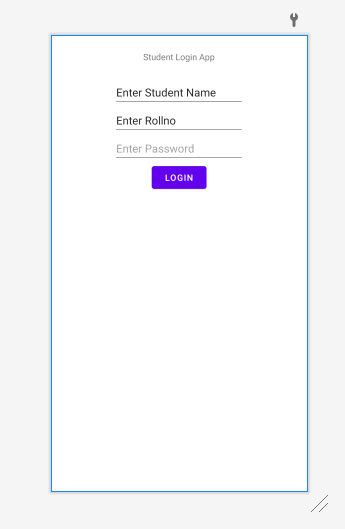 Student Login App
Enter Student Name
Enter Rollno
Enter Password
LOGIN